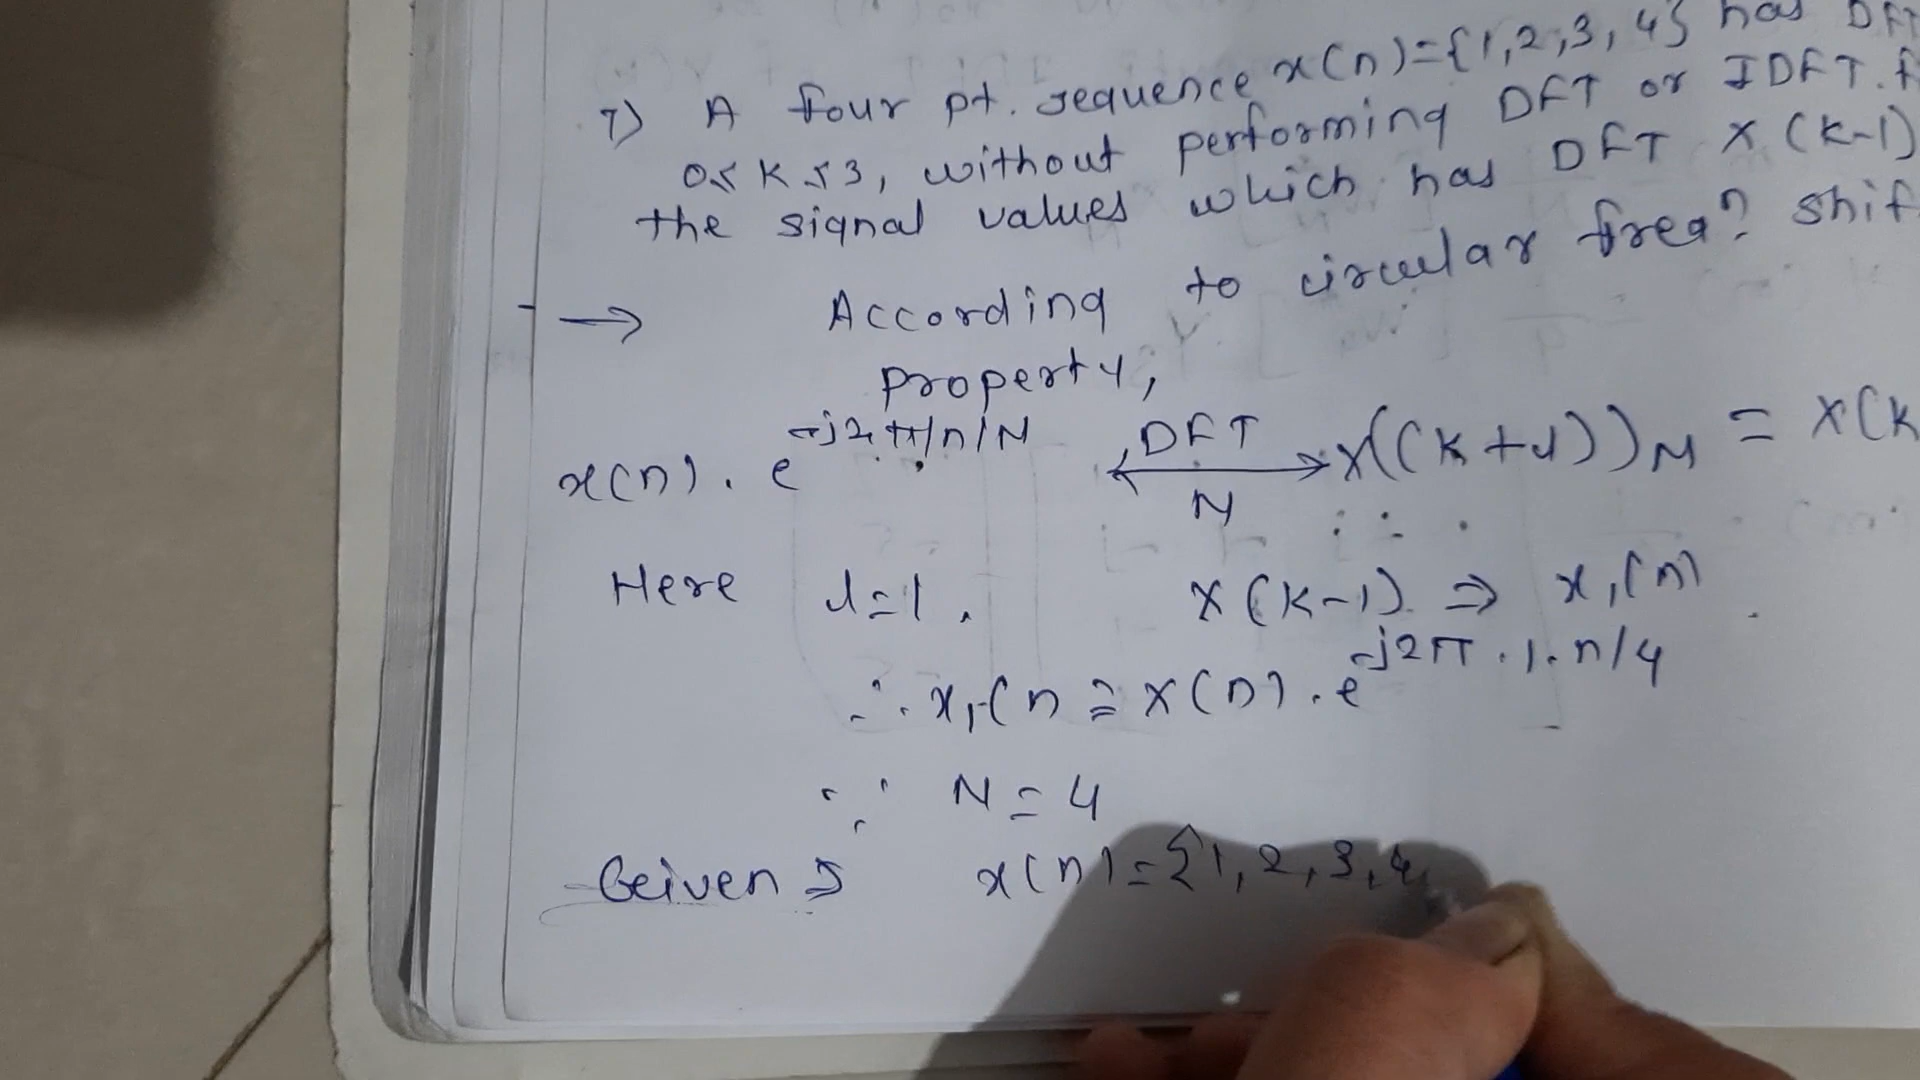 7) A four pt. sequence x(n)={1,2,3,4} has DFT
0≤K≤3, without performing DFT or IDFT. f
the signal values which has DFT X(K-1)
→ According to circular freq? shif
property,
x(n). e^-j2πln/N ←DFT/N→ X((K+l))N = X(K
Here l=1. X(K-1) ⇒ x1(n)
∴ x1(n) = x(n).e^-j2π.1.n/4
∵ N=4
Given ⇒ x(n)={1,2,3,4,